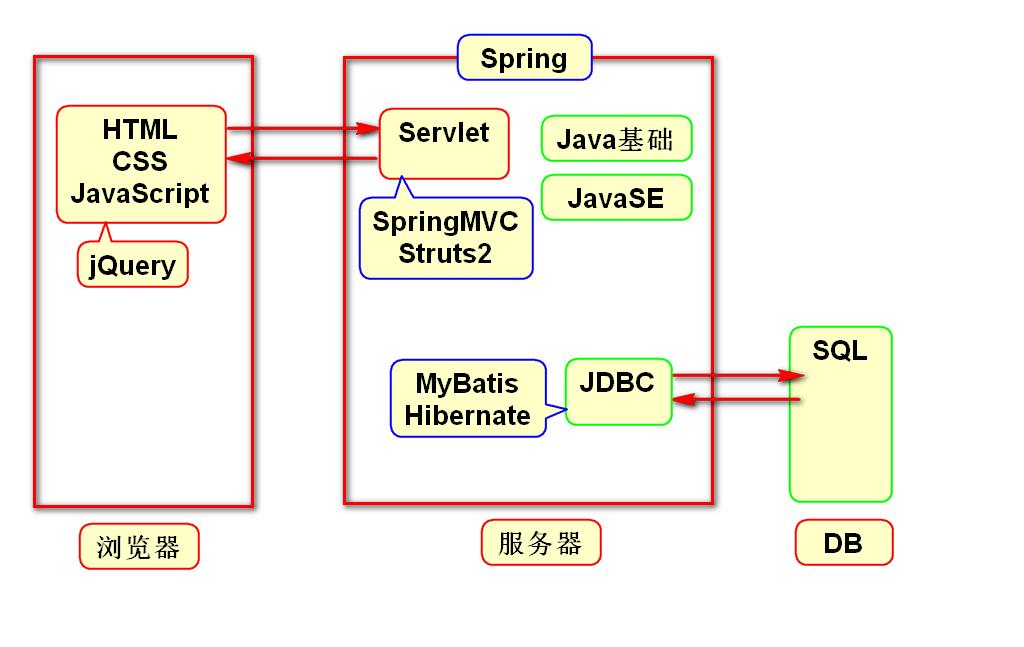 Spring
HTML
CSS
JavaScript
jQuery
Servlet
SpringMVC
Struts2
Java基础
JavaSE
MyBatis
Hibernate
JDBC
SQL
浏览器
服务器
DB